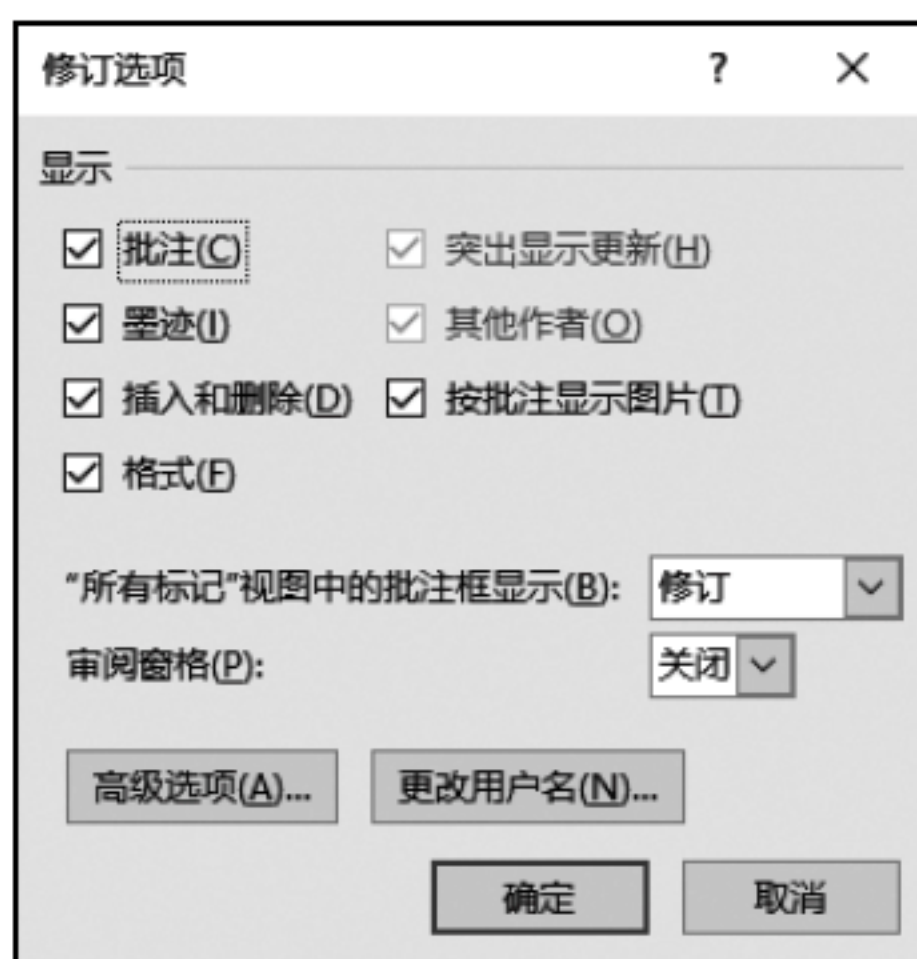 修订选项 ? ×
显示
批注(C) 突出显示更新(H)
墨迹(I) 其他作者(O)
插入和删除(D) 按批注显示图片(T)
格式(F)
“所有标记”视图中的批注框显示(B): 修订
审阅窗格(P): 关闭
高级选项(A)... 更改用户名(N)...
确定 取消